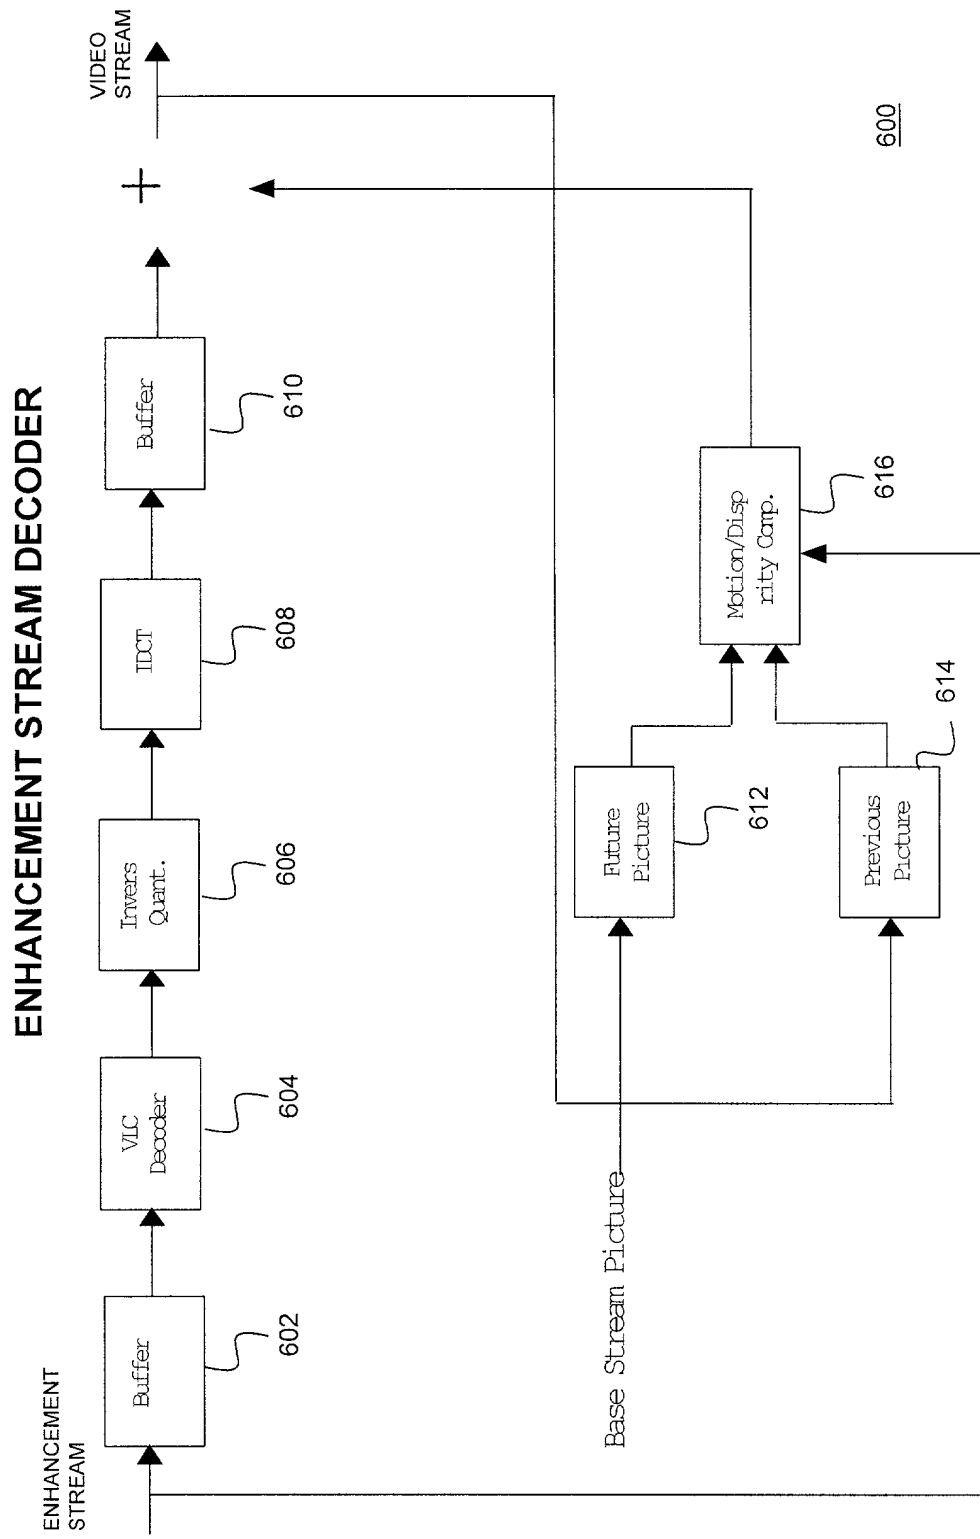 ENHANCEMENT STREAM DECODER
ENHANCEMENT
STREAM
Buffer
602
VLC
Decoder
604
Invers
Quant.
606
IDCT
608
Buffer
610
+
VIDEO
STREAM
Base Stream Picture
Future
Picture
612
Previous
Picture
614
Motion/Disp
rity Comp.
616
600